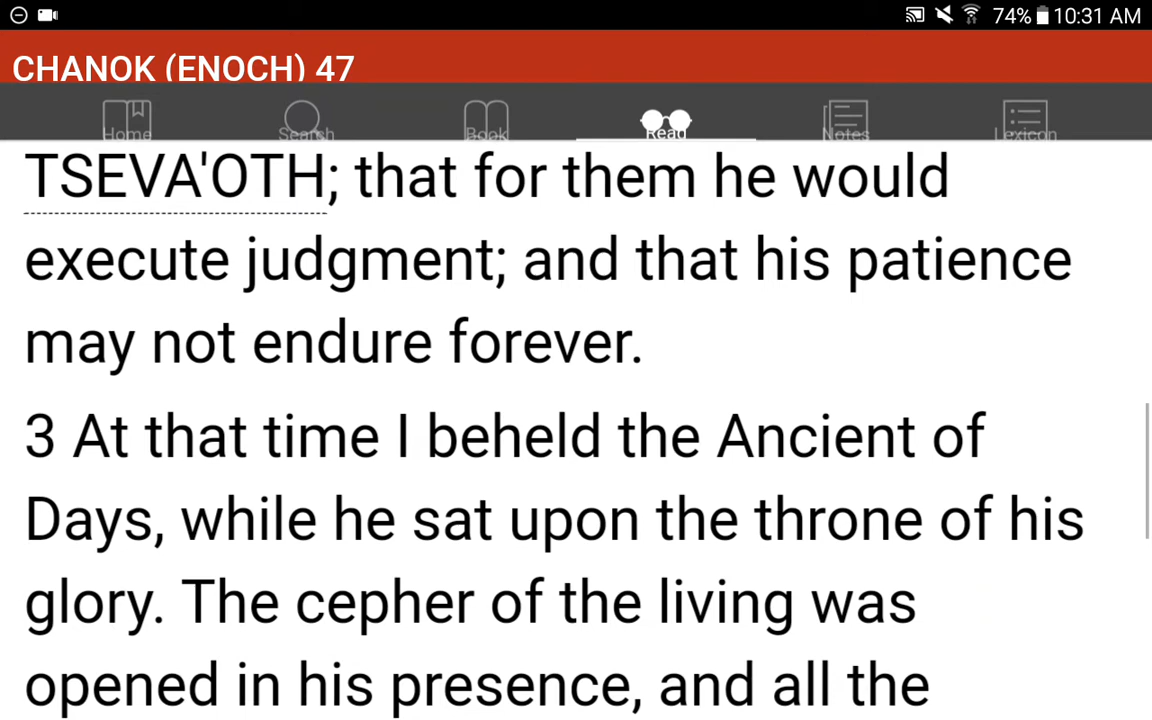 74% 10:31 AM
CHANOK (ENOCH) 47
Home Search Book Read Notes Lexicon
TSEVA'OTH; that for them he would
execute judgment; and that his patience
may not endure forever.
3 At that time I beheld the Ancient of
Days, while he sat upon the throne of his
glory. The cepher of the living was
opened in his presence, and all the